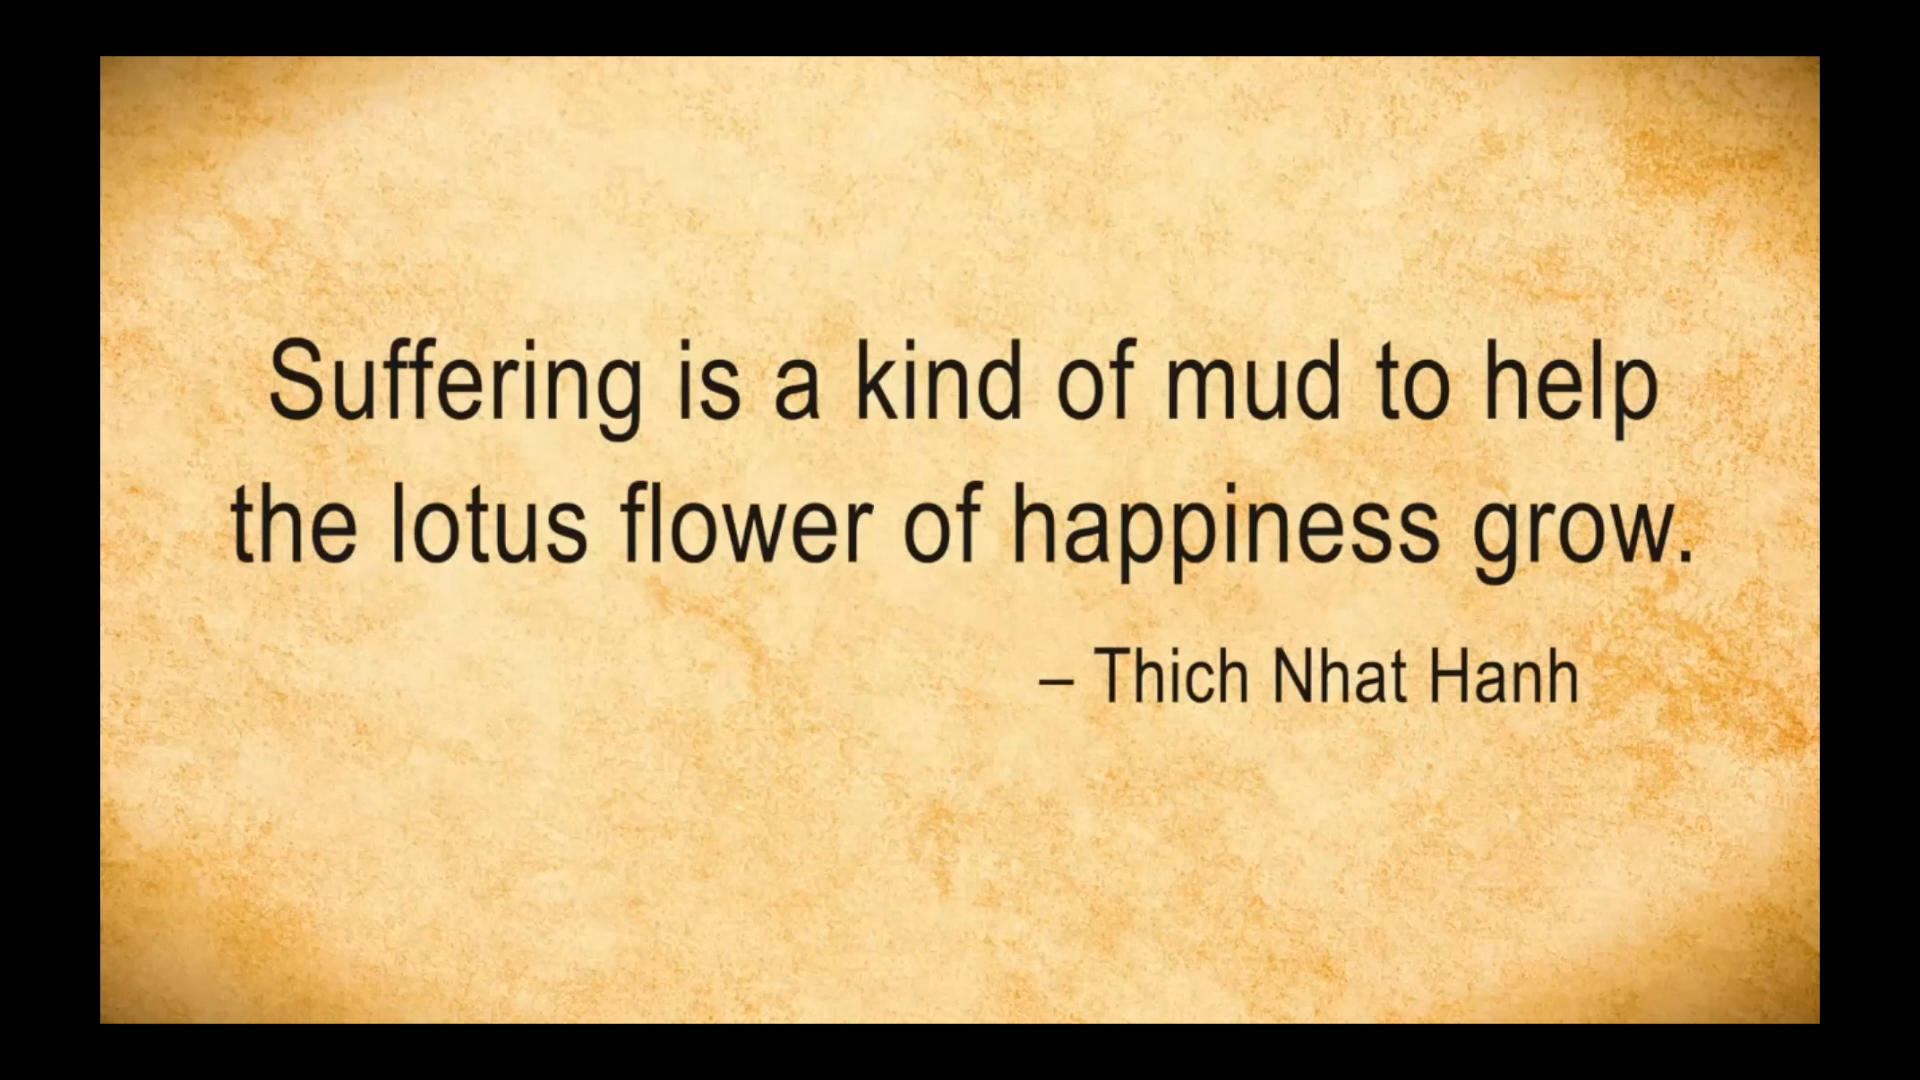 Suffering is a kind of mud to help
the lotus flower of happiness grow.
– Thich Nhat Hanh